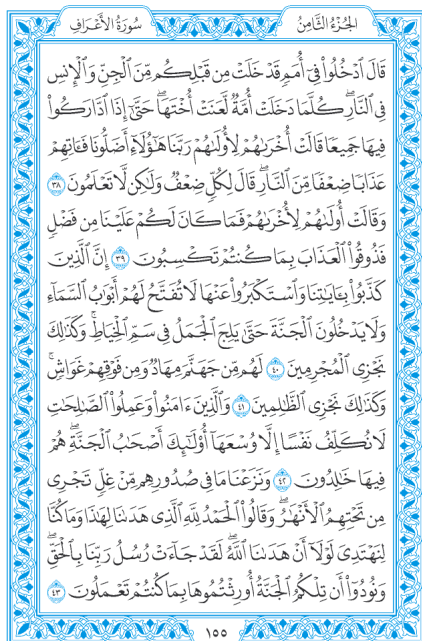 الجُزْءُ الثَّامِنُ
سُورَةُ الأَعْرَافِ
قَالَ ٱدْخُلُوا۟ فِىٓ أُمَمٍ قَدْ خَلَتْ مِن قَبْلِكُم مِّنَ ٱلْجِنِّ وَٱلْإِنسِ
فِى ٱلنَّارِ ۖ كُلَّمَا دَخَلَتْ أُمَّةٌ لَّعَنَتْ أُخْتَهَا ۖ حَتَّىٰٓ إِذَا ٱدَّارَكُوا۟
فِيهَا جَمِيعًا قَالَتْ أُخْرَىٰهُمْ لِأُولَىٰهُمْ رَبَّنَا هَٰٓؤُلَآءِ أَضَلُّونَا فَـَٔاتِهِمْ
عَذَابًا ضِعْفًا مِّنَ ٱلنَّارِ ۖ قَالَ لِكُلٍّ ضِعْفٌ وَلَٰكِن لَّا تَعْلَمُونَ ٣٨
وَقَالَتْ أُولَىٰهُمْ لِأُخْرَىٰهُمْ فَمَا كَانَ لَكُمْ عَلَيْنَا مِن فَضْلٍ
فَذُوقُوا۟ ٱلْعَذَابَ بِمَا كُنتُمْ تَكْسِبُونَ ٣٩ إِنَّ ٱلَّذِينَ
كَذَّبُوا۟ بِـَٔايَٰتِنَا وَٱسْتَكْبَرُوا۟ عَنْهَا لَا تُفَتَّحُ لَهُمْ أَبْوَٰبُ ٱلسَّمَآءِ
وَلَا يَدْخُلُونَ ٱلْجَنَّةَ حَتَّىٰ يَلِجَ ٱلْجَمَلُ فِى سَمِّ ٱلْخِيَاطِ ۚ وَكَذَٰلِكَ
نَجْزِى ٱلْمُجْرِمِينَ ٤٠ لَهُم مِّن جَهَنَّمَ مِهَادٌ وَمِن فَوْقِهِمْ غَوَاشٍ ۚ
وَكَذَٰلِكَ نَجْزِى ٱلظَّٰلِمِينَ ٤١ وَٱلَّذِينَ ءَامَنُوا۟ وَعَمِلُوا۟ ٱلصَّٰلِحَٰتِ
لَا نُكَلِّفُ نَفْسًا إِلَّا وُسْعَهَآ أُو۟لَٰٓئِكَ أَصْحَٰبُ ٱلْجَنَّةِ ۖ هُمْ
فِيهَا خَٰلِدُونَ ٤٢ وَنَزَعْنَا مَا فِى صُدُورِهِم مِّنْ غِلٍّ تَجْرِى
مِن تَحْتِهِمُ ٱلْأَنْهَٰرُ ۖ وَقَالُوا۟ ٱلْحَمْدُ لِلَّهِ ٱلَّذِى هَدَىٰنَا لِهَٰذَا وَمَا كُنَّا
لِنَهْتَدِىَ لَوْلَآ أَنْ هَدَىٰنَا ٱللَّهُ ۖ لَقَدْ جَآءَتْ رُسُلُ رَبِّنَا بِٱلْحَقِّ ۖ
وَنُودُوٓا۟ أَن تِلْكُمُ ٱلْجَنَّةُ أُورِثْتُمُوهَا بِمَا كُنتُمْ تَعْمَلُونَ ٤٣
١٥٥